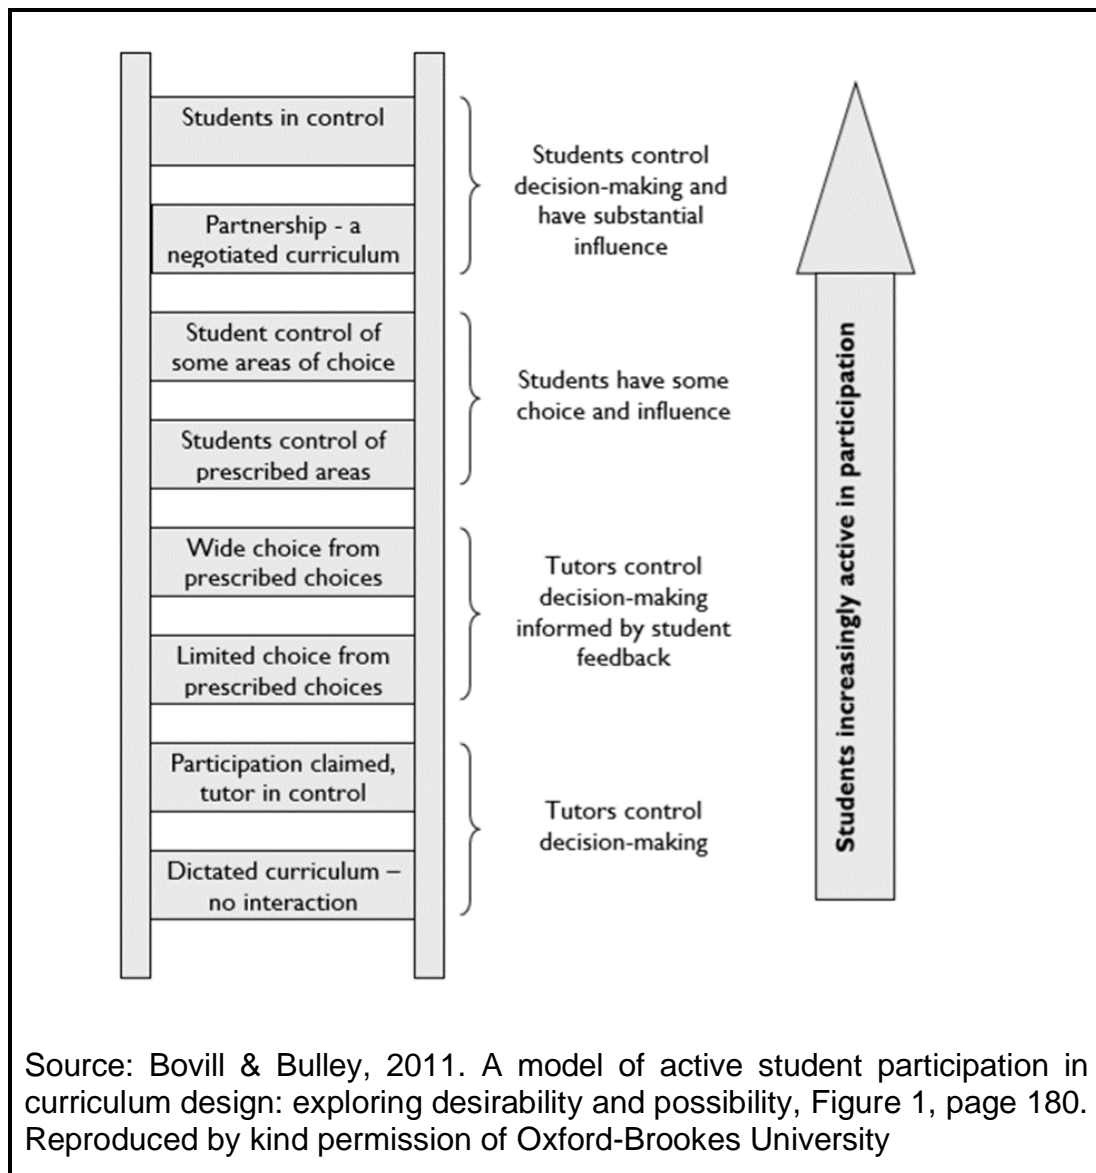 Students in control
Partnership - a
negotiated curriculum
Students control
decision-making and
have substantial
influence
Student control of
some areas of choice
Students control of
prescribed areas
Students have some
choice and influence
Wide choice from
prescribed choices
Limited choice from
prescribed choices
Tutors control
decision-making
informed by student
feedback
Participation claimed,
tutor in control
Dictated curriculum –
no interaction
Tutors control
decision-making
Students increasingly active in participation
Source: Bovill & Bulley, 2011. A model of active student participation in
curriculum design: exploring desirability and possibility, Figure 1, page 180.
Reproduced by kind permission of Oxford-Brookes University